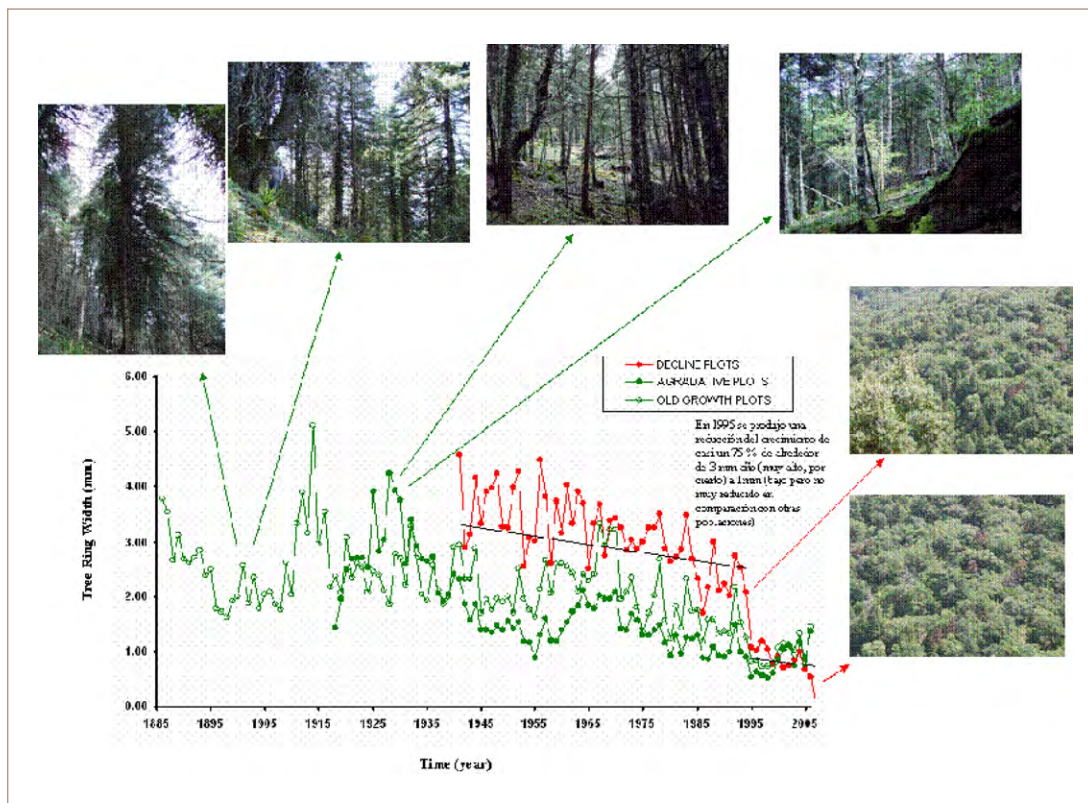 DECLINE PLOTS
AGRADATIVE PLOTS
OLD GROWTH PLOTS
En 1995 se produjo una
reducción del crecimiento de
casi un 75 % de alrededor
de 3 mm año (muy alto, por
cierto) a 1mm (bajo pero no
muy reducido en
comparación con otras
poblaciones)
Tree Ring Width (mm)
6.00
5.00
4.00
3.00
2.00
1.00
0.00
1885
1895
1905
1915
1925
1935
1945
1955
1965
1975
1985
1995
2005
Time (year)